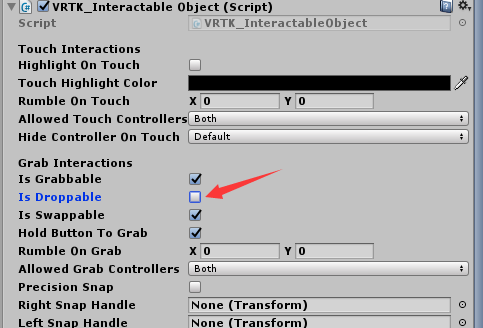 VRTK_Interactable Object (Script)
Script VRTK_InteractableObject
Touch Interactions
Highlight On Touch
Touch Highlight Color
Rumble On Touch X 0 Y 0
Allowed Touch Controllers Both
Hide Controller On Touch Default
Grab Interactions
Is Grabbable
Is Droppable
Is Swappable
Hold Button To Grab
Rumble On Grab X 0 Y 0
Allowed Grab Controllers Both
Precision Snap
Right Snap Handle None (Transform)
Left Snap Handle None (Transform)